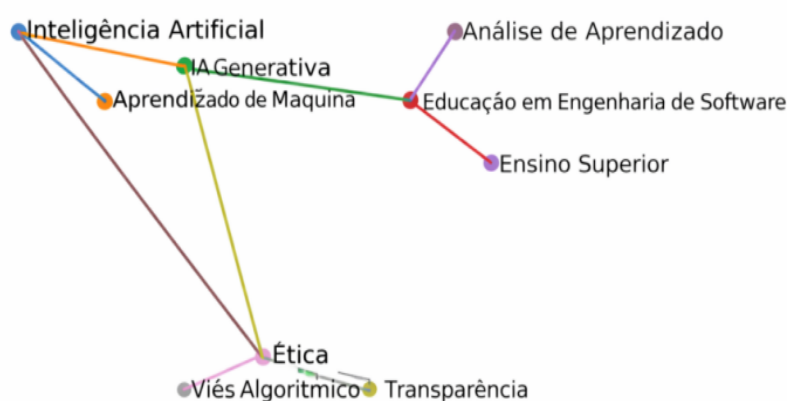 Inteligência Artificial
Análise de Aprendizado
IA Generativa
Aprendizado de Maquina
Educação em Engenharia de Software
Ensino Superior
Ética
Viés Algoritmico
Transparência